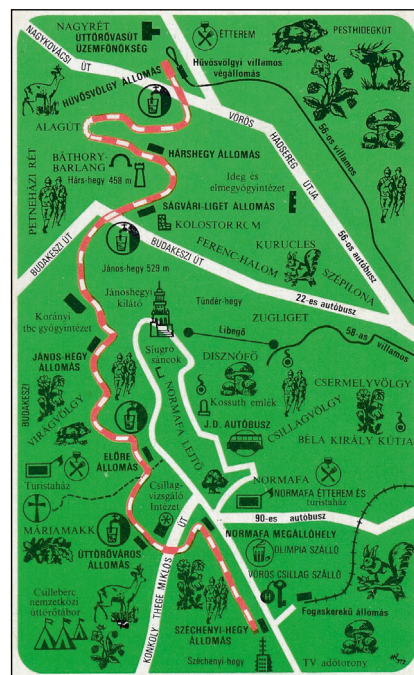 NAGYRÉT
ÚTTÖRŐVASÚT
ÜZEMFŐNÖKSÉG
ÉTTEREM
PESTHIDEGKÚT
NAGYKOVÁCSI ÚT
Hűvösvölgyi villamos
végállomás
HŰVÖSVÖLGY ÁLLOMÁS
ALAGÚT
VÖRÖS HADSEREG ÚTJA
56-os villamos
HÁRSHEGY ÁLLOMÁS
BÁTHORY-
BARLANG
Hárs-hegy 458 m
PETNEHÁZI RÉT
Ideg és
elmegyógyintézet
SÁGVÁRI-LIGET ÁLLOMÁS
KOLOSTORROM
56-os autóbusz
BUDAKESZI ÚT
BUDAKESZI ÚT
FERENC-HALOM
KURUCLES
SZÉPILONA
János-hegy 529 m
22-es autóbusz
Jánoshegyi
kilátó
Tündér-hegy
ZUGLIGET
Libegő
58-as
villamos
Korányi
tbc gyógyintézet
Síugró
sáncok
DISZNÓFŐ
JÁNOS-HEGY
ÁLLOMÁS
NORMAFA LEJTŐ
Kossuth emlék
CSERMELYVÖLGY
BUDAKESZI
VIRÁGVÖLGY
J.D. AUTÓBUSZ
CSILLAGVÖLGY
BÉLA KIRÁLY KÚTJA
ELŐRE
ÁLLOMÁS
Turistaház
Csillag-
vizsgáló
Intézet
NORMAFA
NORMAFA ÉTTEREM és
turistaház
90-es autóbusz
MÁRIAMAKK
ÚTTÖRŐVÁROS
ÁLLOMÁS
NORMAFA MEGÁLLÓHELY
OLIMPIA SZÁLLÓ
VÖRÖS CSILLAG SZÁLLÓ
KONKOLY THEGE MIKLÓS ÚT
Csilleberc
nemzetközi
úttörőtábor
Fogaskerekű állomás
SZÉCHENYI-HEGY
ÁLLOMÁS
Széchenyi-hegy
TV adótorony